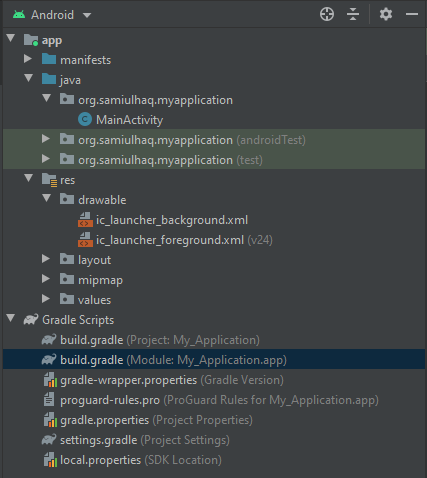 Android
app
manifests
java
org.samiulhaq.myapplication
MainActivity
org.samiulhaq.myapplication (androidTest)
org.samiulhaq.myapplication (test)
res
drawable
ic_launcher_background.xml
ic_launcher_foreground.xml (v24)
layout
mipmap
values
Gradle Scripts
build.gradle (Project: My_Application)
build.gradle (Module: My_Application.app)
gradle-wrapper.properties (Gradle Version)
proguard-rules.pro (ProGuard Rules for My_Application.app)
gradle.properties (Project Properties)
settings.gradle (Project Settings)
local.properties (SDK Location)